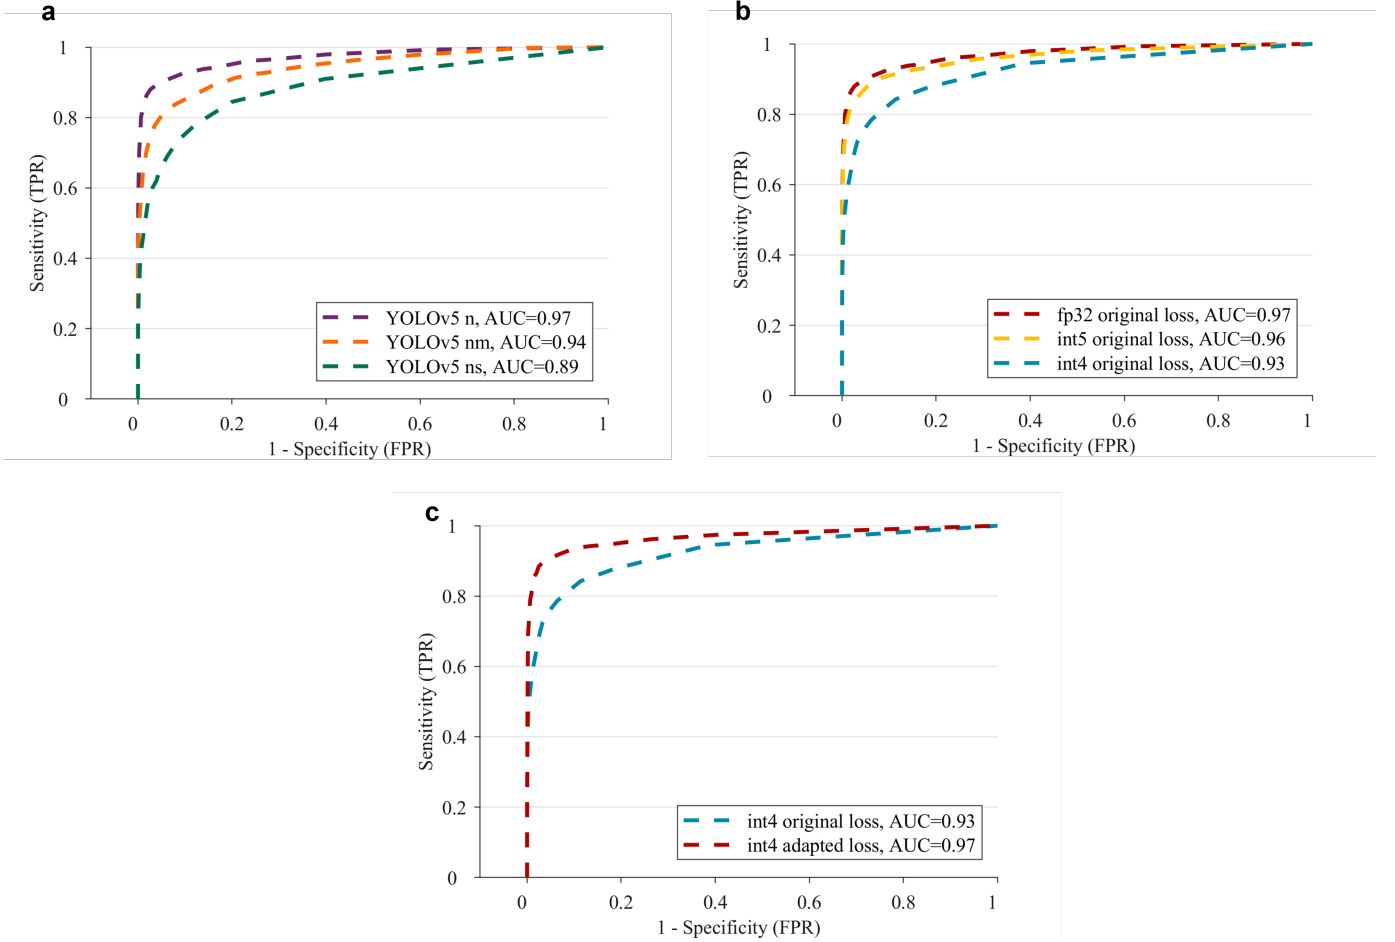 a
1
0.8
0.6
0.4
0.2
0
Sensitivity (TPR)
YOLOv5 n, AUC=0.97
YOLOv5 nm, AUC=0.94
YOLOv5 ns, AUC=0.89
0 0.2 0.4 0.6 0.8 1
1 - Specificity (FPR)
b
1
0.8
0.6
0.4
0.2
0
Sensitivity (TPR)
fp32 original loss, AUC=0.97
int5 original loss, AUC=0.96
int4 original loss, AUC=0.93
0 0.2 0.4 0.6 0.8 1
1 - Specificity (FPR)
c
1
0.8
0.6
0.4
0.2
0
Sensitivity (TPR)
int4 original loss, AUC=0.93
int4 adapted loss, AUC=0.97
0 0.2 0.4 0.6 0.8 1
1 - Specificity (FPR)